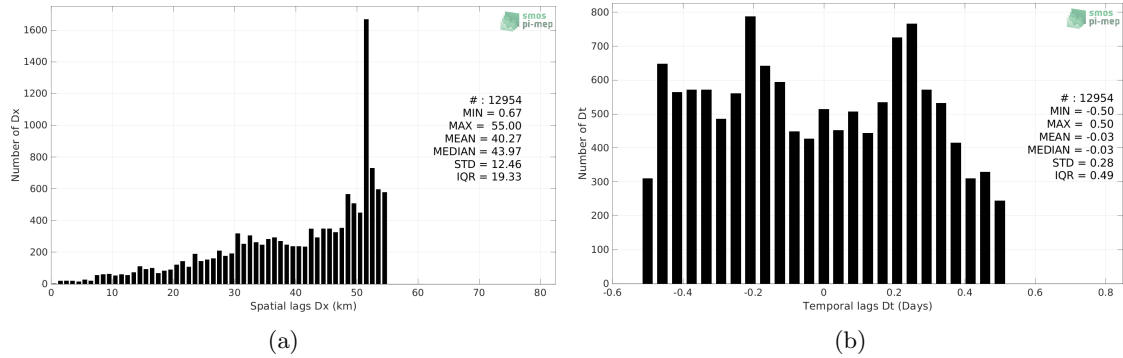 1600
1400
1200
1000
800
600
400
200
0
0 10 20 30 40 50 60 70 80
Number of Dx
Spatial lags Dx (km)
smos
pi-mep
# : 12954
MIN = 0.67
MAX = 55.00
MEAN = 40.27
MEDIAN = 43.97
STD = 12.46
IQR = 19.33
(a)
800
700
600
500
400
300
200
100
0
-0.6 -0.4 -0.2 0 0.2 0.4 0.6 0.8
Number of Dt
Temporal lags Dt (Days)
smos
pi-mep
# : 12954
MIN = -0.50
MAX = 0.50
MEAN = -0.03
MEDIAN = -0.03
STD = 0.28
IQR = 0.49
(b)